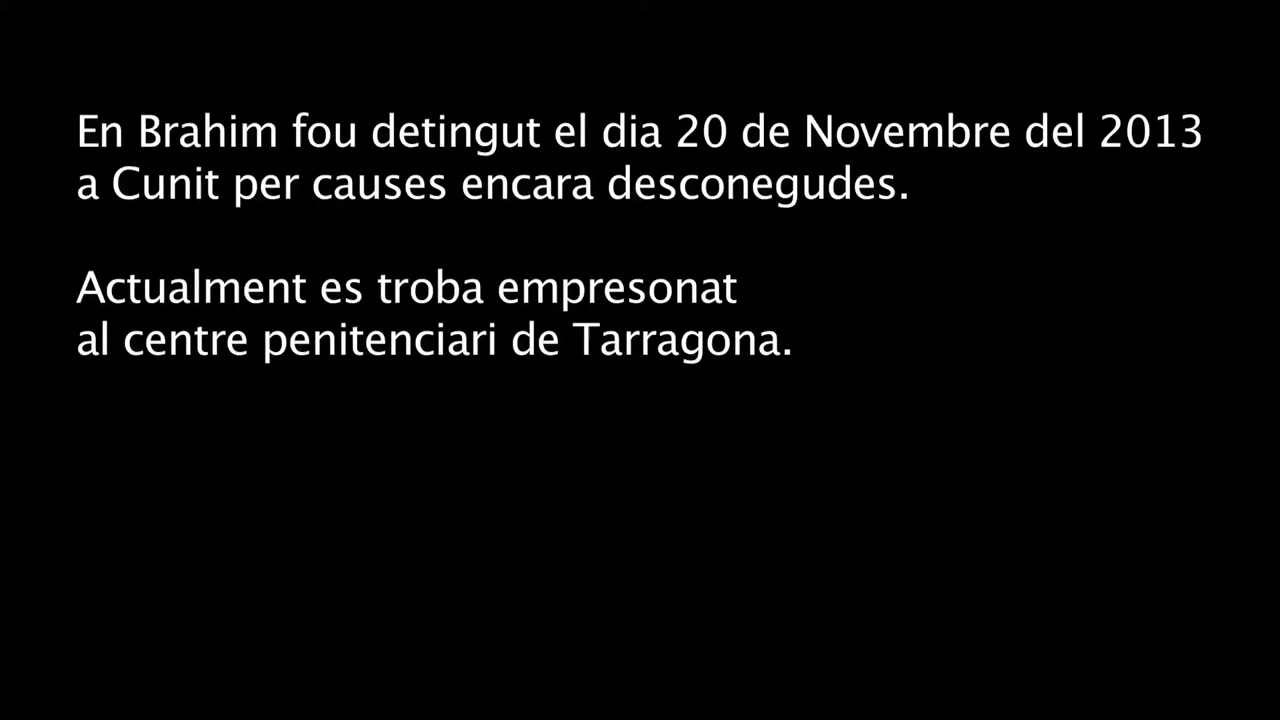 En Brahim fou detingut el dia 20 de Novembre del 2013
a Cunit per causes encara desconegudes.
Actualment es troba empresonat
al centre penitenciari de Tarragona.